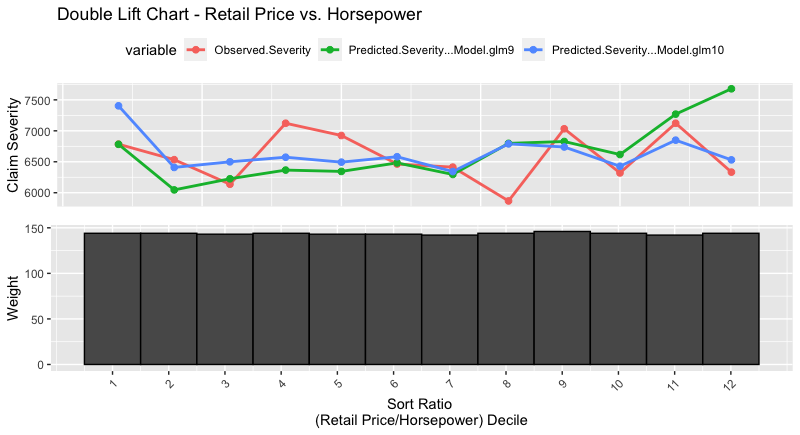 Double Lift Chart - Retail Price vs. Horsepower
variable Observed.Severity Predicted.Severity...Model.glm9 Predicted.Severity...Model.glm10
Claim Severity
7500
7000
6500
6000
Weight
150
100
50
0
1 2 3 4 5 6 7 8 9 10 11 12
Sort Ratio
(Retail Price/Horsepower) Decile